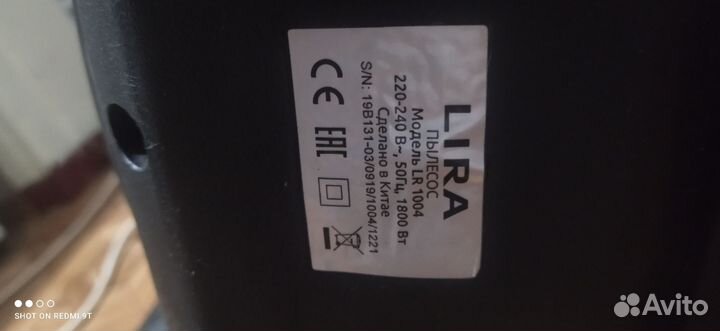 LIRA
ПЫЛЕСОС
Модель LR 1004
220-240 В~, 50Гц, 1800 Вт
Сделано в Китае
S/N: 19B131-03/0919/1004/1221
CE
EAC
SHOT ON REDMI 9T
Avito